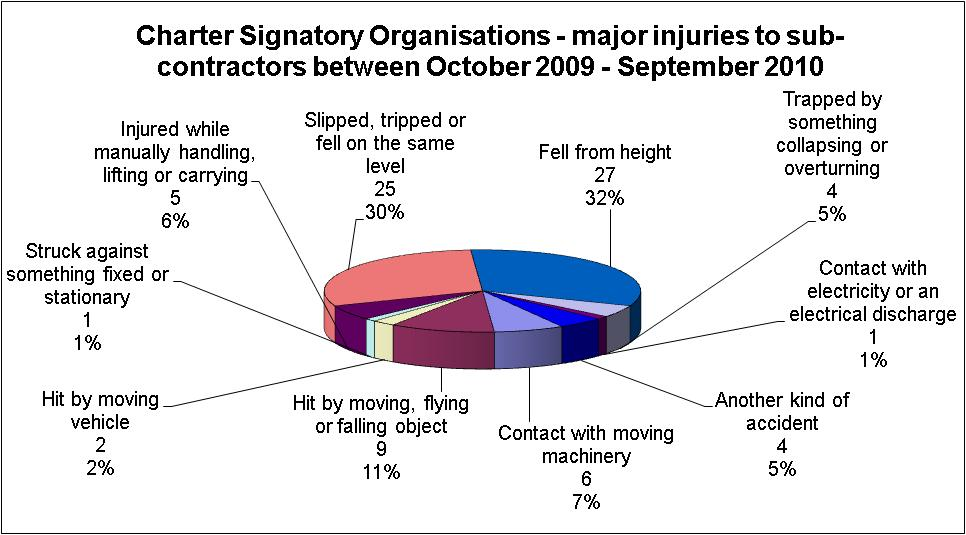 Charter Signatory Organisations - major injuries to sub-
contractors between October 2009 - September 2010
Injured while
manually handling,
lifting or carrying
5
6%
Slipped, tripped or
fell on the same
level
25
30%
Fell from height
27
32%
Trapped by
something
collapsing or
overturning
4
5%
Struck against
something fixed or
stationary
1
1%
Contact with
electricity or an
electrical discharge
1
1%
Hit by moving
vehicle
2
2%
Hit by moving, flying
or falling object
9
11%
Contact with moving
machinery
6
7%
Another kind of
accident
4
5%